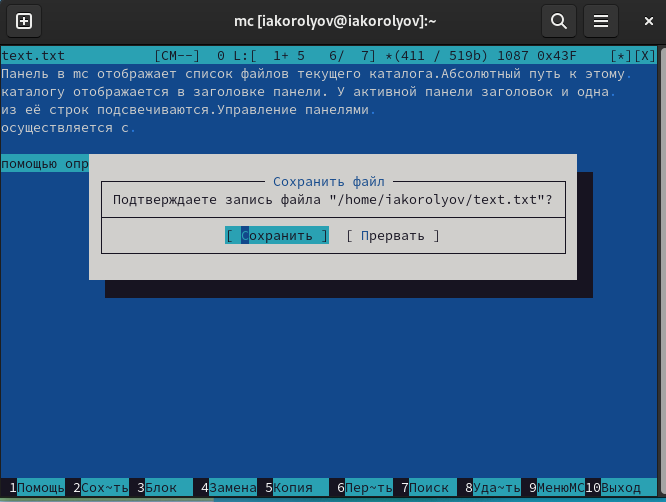 mc [iakorolyov@iakorolyov]:~
text.txt [CM--] 0 L:[ 1+ 5 6/ 7] *(411 / 519b) 1087 0x43F [*][X]
Панель в mc отображает список файлов текущего каталога.Абсолютный путь к этому.
каталогу отображается в заголовке панели. У активной панели заголовок и одна.
из её строк подсвечиваются.Управление панелями.
осуществляется с.
помощью опр
Сохранить файл
Подтверждаете запись файла "/home/iakorolyov/text.txt"?
[ Сохранить ] [ Прервать ]
1Помощь 2Сох~ть 3Блок 4Замена 5Копия 6Пер~ть 7Поиск 8Уда~ть 9МенюMC 10Выход